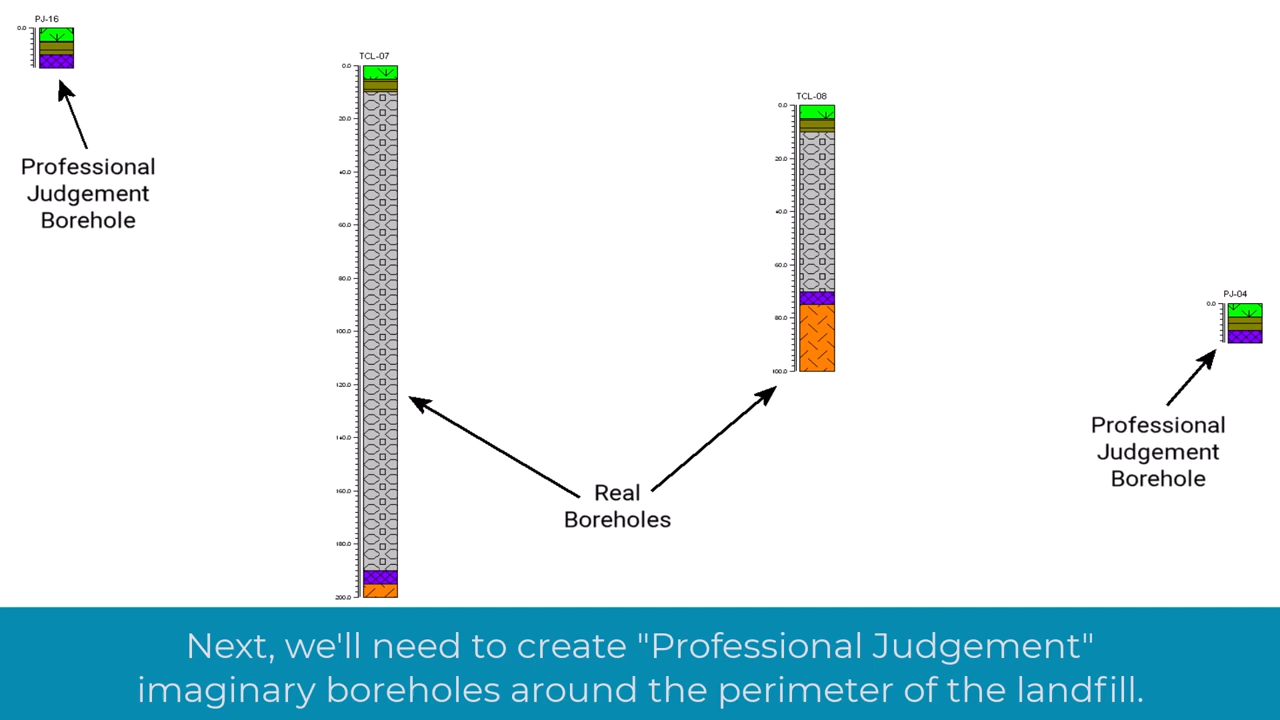 PJ-16
0.0
Professional
Judgement
Borehole
TCL-07
0.0
20.0
40.0
60.0
80.0
100.0
120.0
140.0
160.0
180.0
200.0
TCL-08
0.0
20.0
40.0
60.0
80.0
100.0
Real
Boreholes
PJ-04
0.0
Professional
Judgement
Borehole
Next, we'll need to create "Professional Judgement"
imaginary boreholes around the perimeter of the landfill.